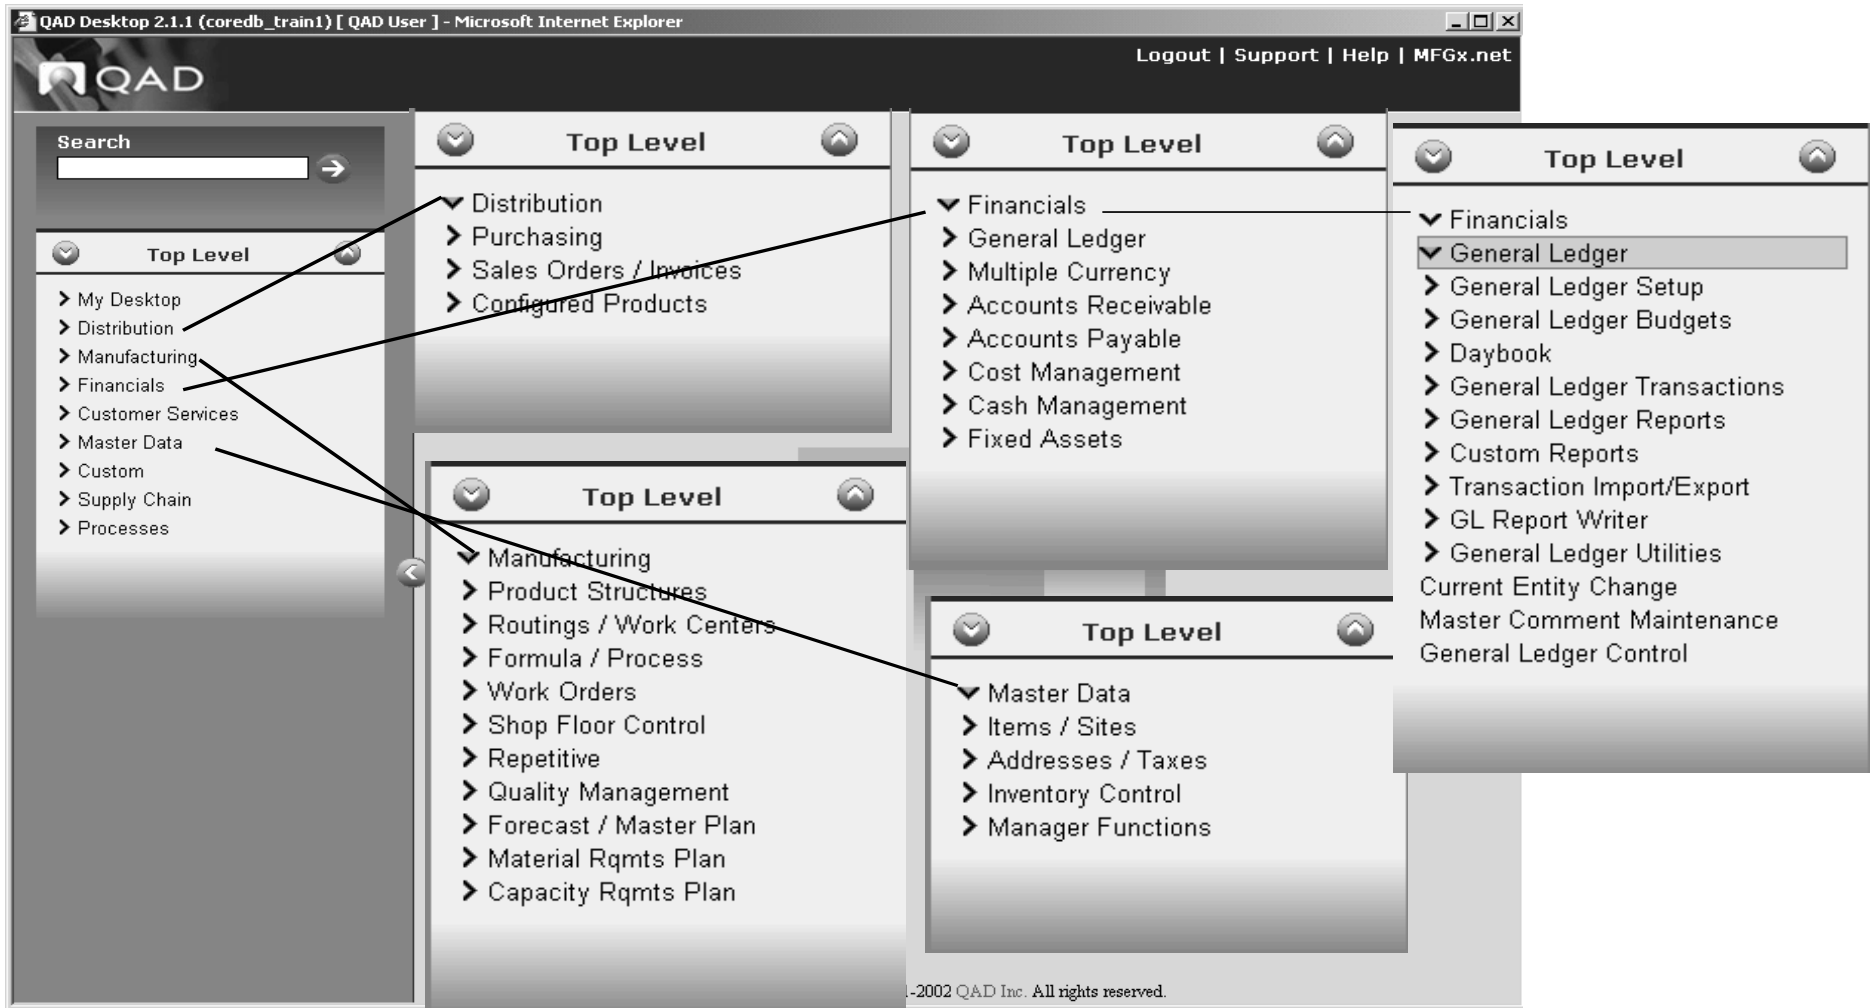 QAD Desktop 2.1.1 (coredb_train1) [ QAD User ] - Microsoft Internet Explorer
QAD
Logout | Support | Help | MFGx.net
Search
Top Level
My Desktop
Distribution
Manufacturing
Financials
Customer Services
Master Data
Custom
Supply Chain
Processes
Top Level
Distribution
Purchasing
Sales Orders / Invoices
Configured Products
Top Level
Financials
General Ledger
Multiple Currency
Accounts Receivable
Accounts Payable
Cost Management
Cash Management
Fixed Assets
Top Level
Financials
General Ledger
General Ledger Setup
General Ledger Budgets
Daybook
General Ledger Transactions
General Ledger Reports
Custom Reports
Transaction Import/Export
GL Report Writer
General Ledger Utilities
Current Entity Change
Master Comment Maintenance
General Ledger Control
Top Level
Manufacturing
Product Structures
Routings / Work Centers
Formula / Process
Work Orders
Shop Floor Control
Repetitive
Quality Management
Forecast / Master Plan
Material Rqmts Plan
Capacity Rqmts Plan
Top Level
Master Data
Items / Sites
Addresses / Taxes
Inventory Control
Manager Functions
-2002 QAD Inc. All rights reserved.